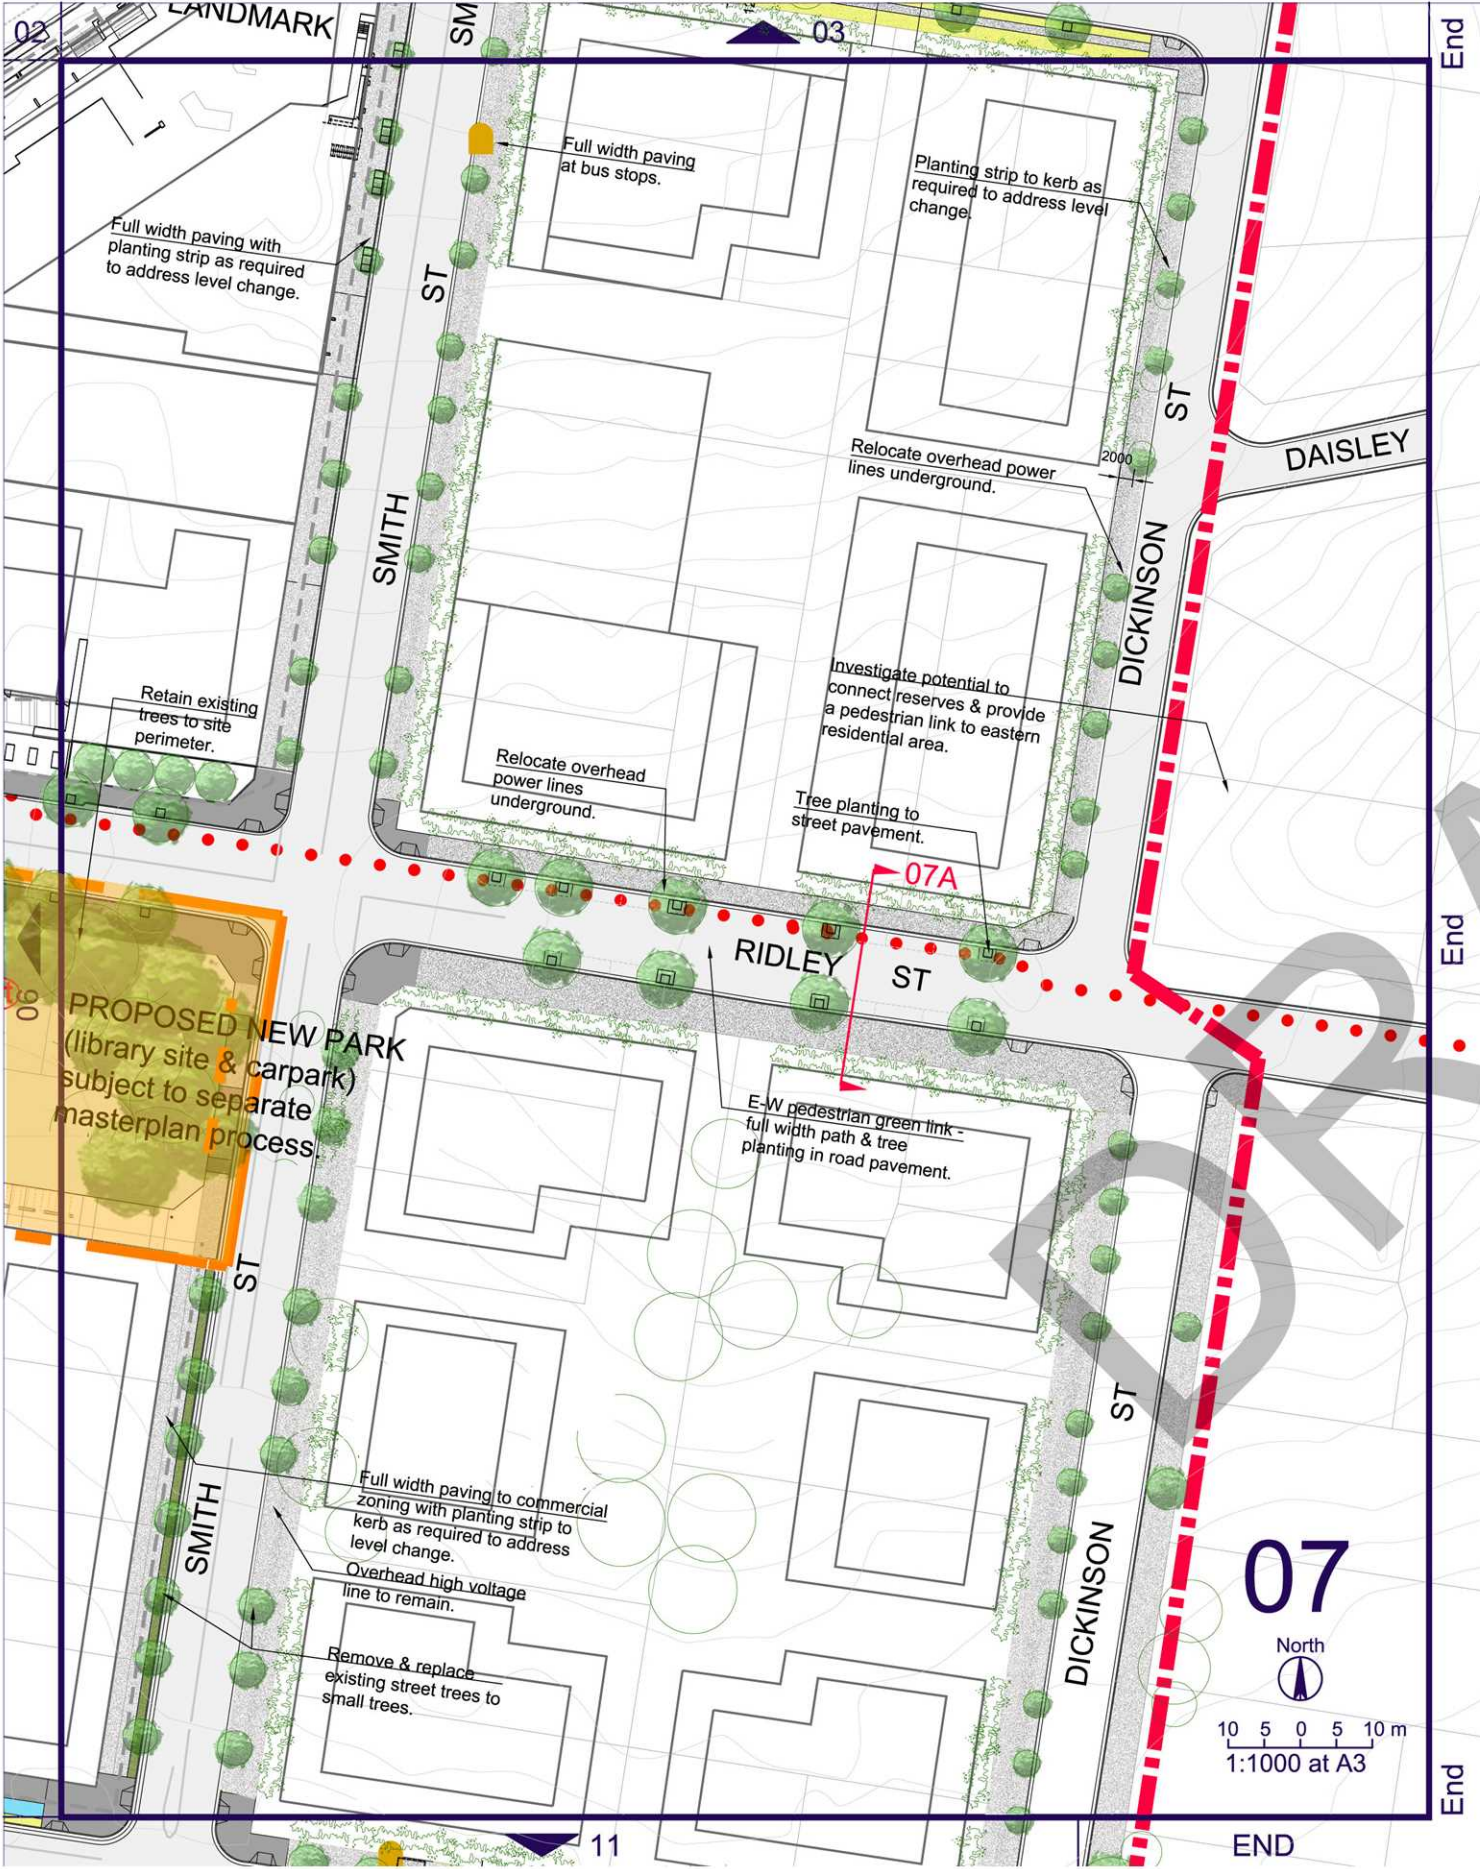 02
LANDMARK
SM
03
End
Full width paving
at bus stops.
Planting strip to kerb as
required to address level
change.
Full width paving with
planting strip as required
to address level change.
ST
ST
DAISLEY
Relocate overhead power
lines underground.
2000
SMITH
DICKINSON
Investigate potential to
connect reserves & provide
a pedestrian link to eastern
residential area.
Retain existing
trees to site
perimeter.
Relocate overhead
power lines
underground.
Tree planting to
street pavement.
07A
RIDLEY ST
End
06
PROPOSED NEW PARK
(library site & carpark)
subject to separate
masterplan process.
E-W pedestrian green link -
full width path & tree
planting in road pavement.
DRA
ST
ST
SMITH
Full width paving to commercial
zoning with planting strip to
kerb as required to address
level change.
Overhead high voltage
line to remain.
DICKINSON
Remove & replace
existing street trees to
small trees.
07
North
10 5 0 5 10 m
1:1000 at A3
End
11
END